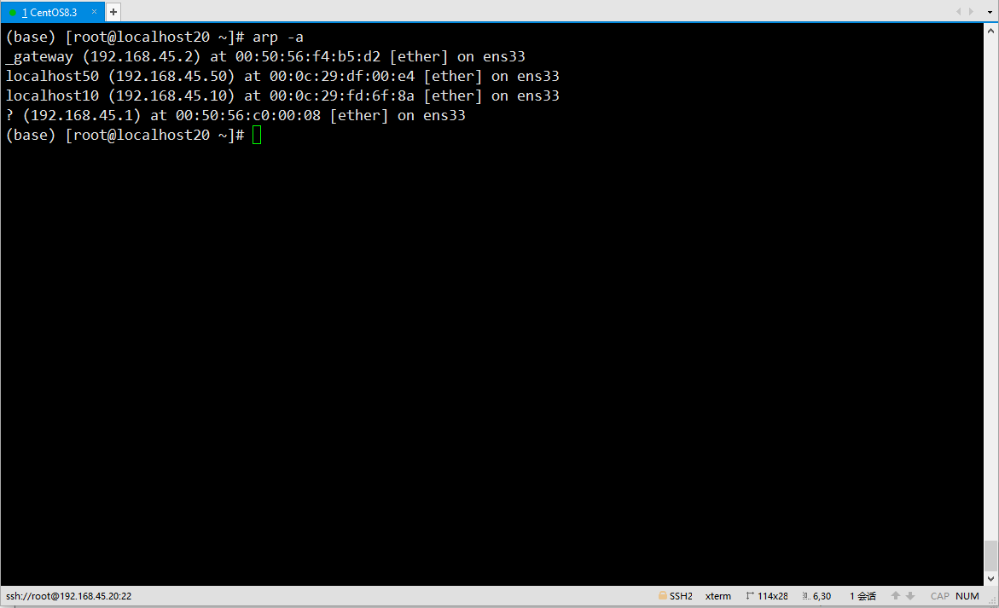 1 CentOS8.3 × +
(base) [root@localhost20 ~]# arp -a
_gateway (192.168.45.2) at 00:50:56:f4:b5:d2 [ether] on ens33
localhost50 (192.168.45.50) at 00:0c:29:df:00:e4 [ether] on ens33
localhost10 (192.168.45.10) at 00:0c:29:fd:6f:8a [ether] on ens33
? (192.168.45.1) at 00:50:56:c0:00:08 [ether] on ens33
(base) [root@localhost20 ~]#
ssh://root@192.168.45.20:22 SSH2 xterm 114x28 6,30 1 会话 CAP NUM